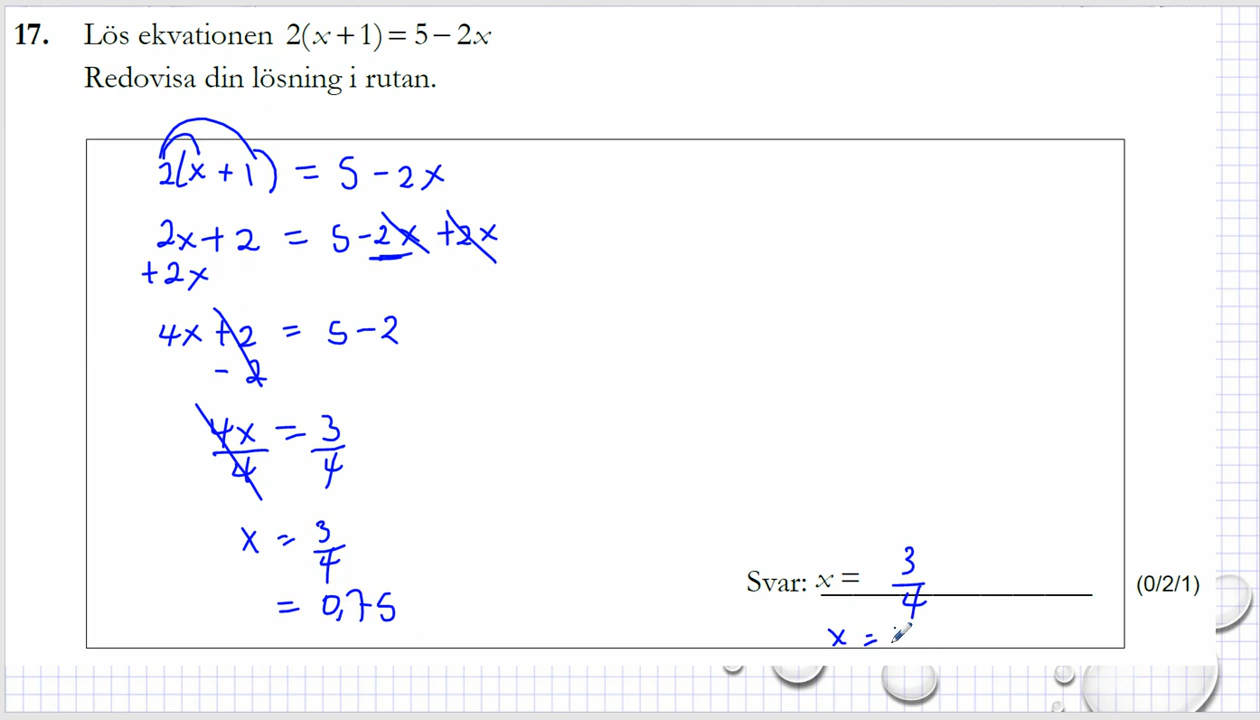 17. Lös ekvationen 2(x+1)=5−2x
Redovisa din lösning i rutan.
2(x+1) = 5-2x
2x+2 = 5-2x +2x
+2x
4x +2 = 5-2
-2
4x/4 = 3/4
x = 3/4
= 0,75
Svar: x = 3/4 (0/2/1)
x =